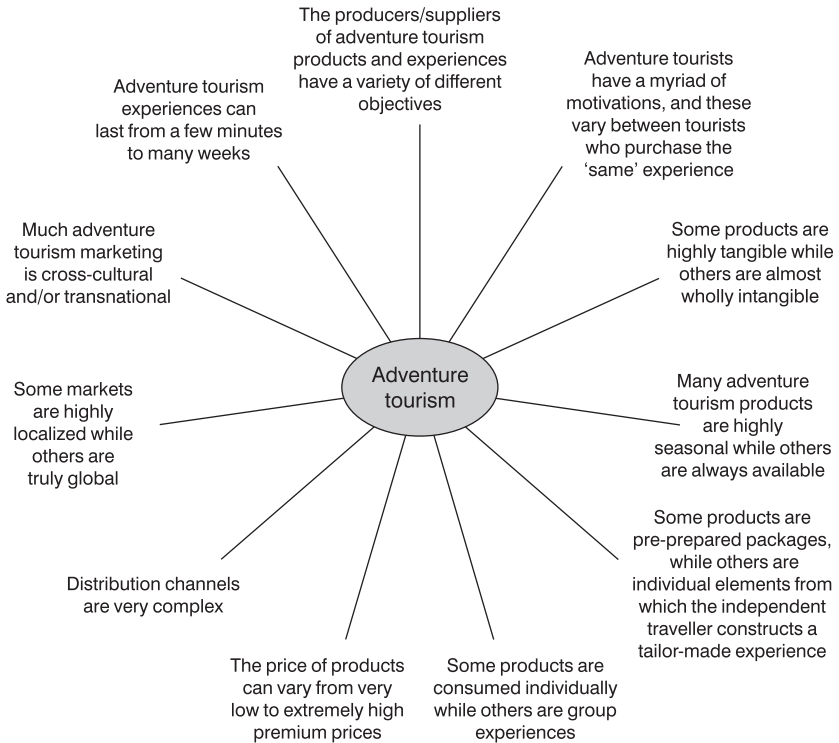 The producers/suppliers
of adventure tourism
products and experiences
have a variety of different
objectives
Adventure tourists
have a myriad of
motivations, and these
vary between tourists
who purchase the
‘same’ experience
Some products are
highly tangible while
others are almost
wholly intangible
Many adventure
tourism products
are highly
seasonal while others
are always available
Some products are
pre-prepared packages,
while others are
individual elements from
which the independent
traveller constructs a
tailor-made experience
Some products are
consumed individually
while others are group
experiences
The price of products
can vary from very
low to extremely high
premium prices
Distribution channels
are very complex
Some markets
are highly
localized while
others are
truly global
Much adventure
tourism marketing
is cross-cultural
and/or transnational
Adventure tourism
experiences can
last from a few minutes
to many weeks
Adventure
tourism